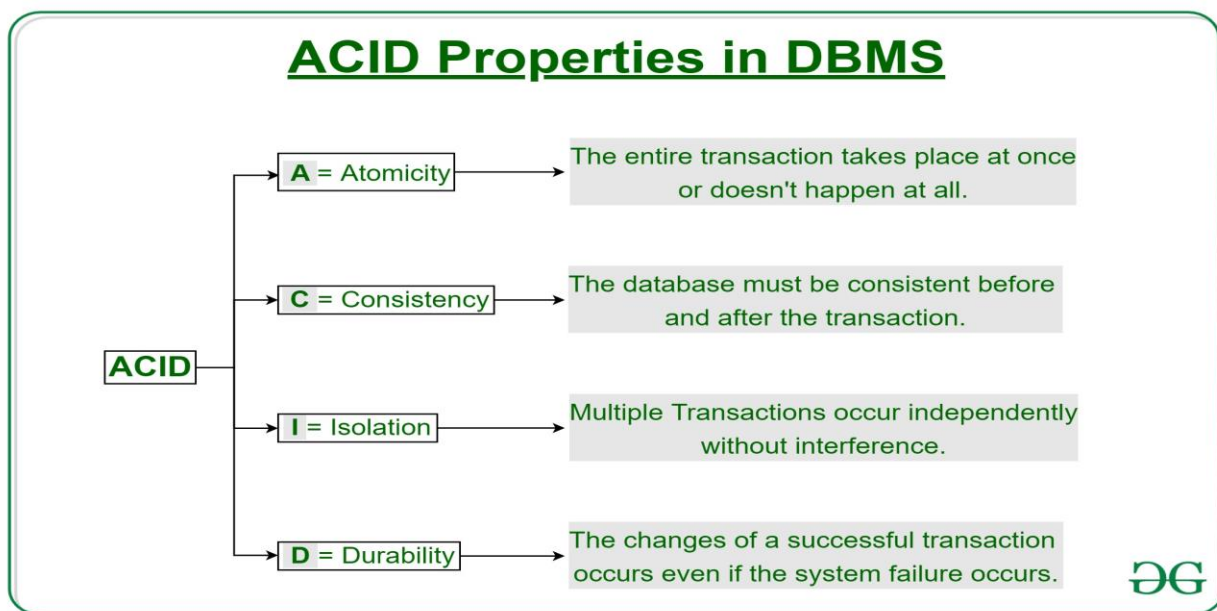 ACID Properties in DBMS
A = Atomicity
The entire transaction takes place at once
or doesn't happen at all.
C = Consistency
The database must be consistent before
and after the transaction.
ACID
I = Isolation
Multiple Transactions occur independently
without interference.
D = Durability
The changes of a successful transaction
occurs even if the system failure occurs.